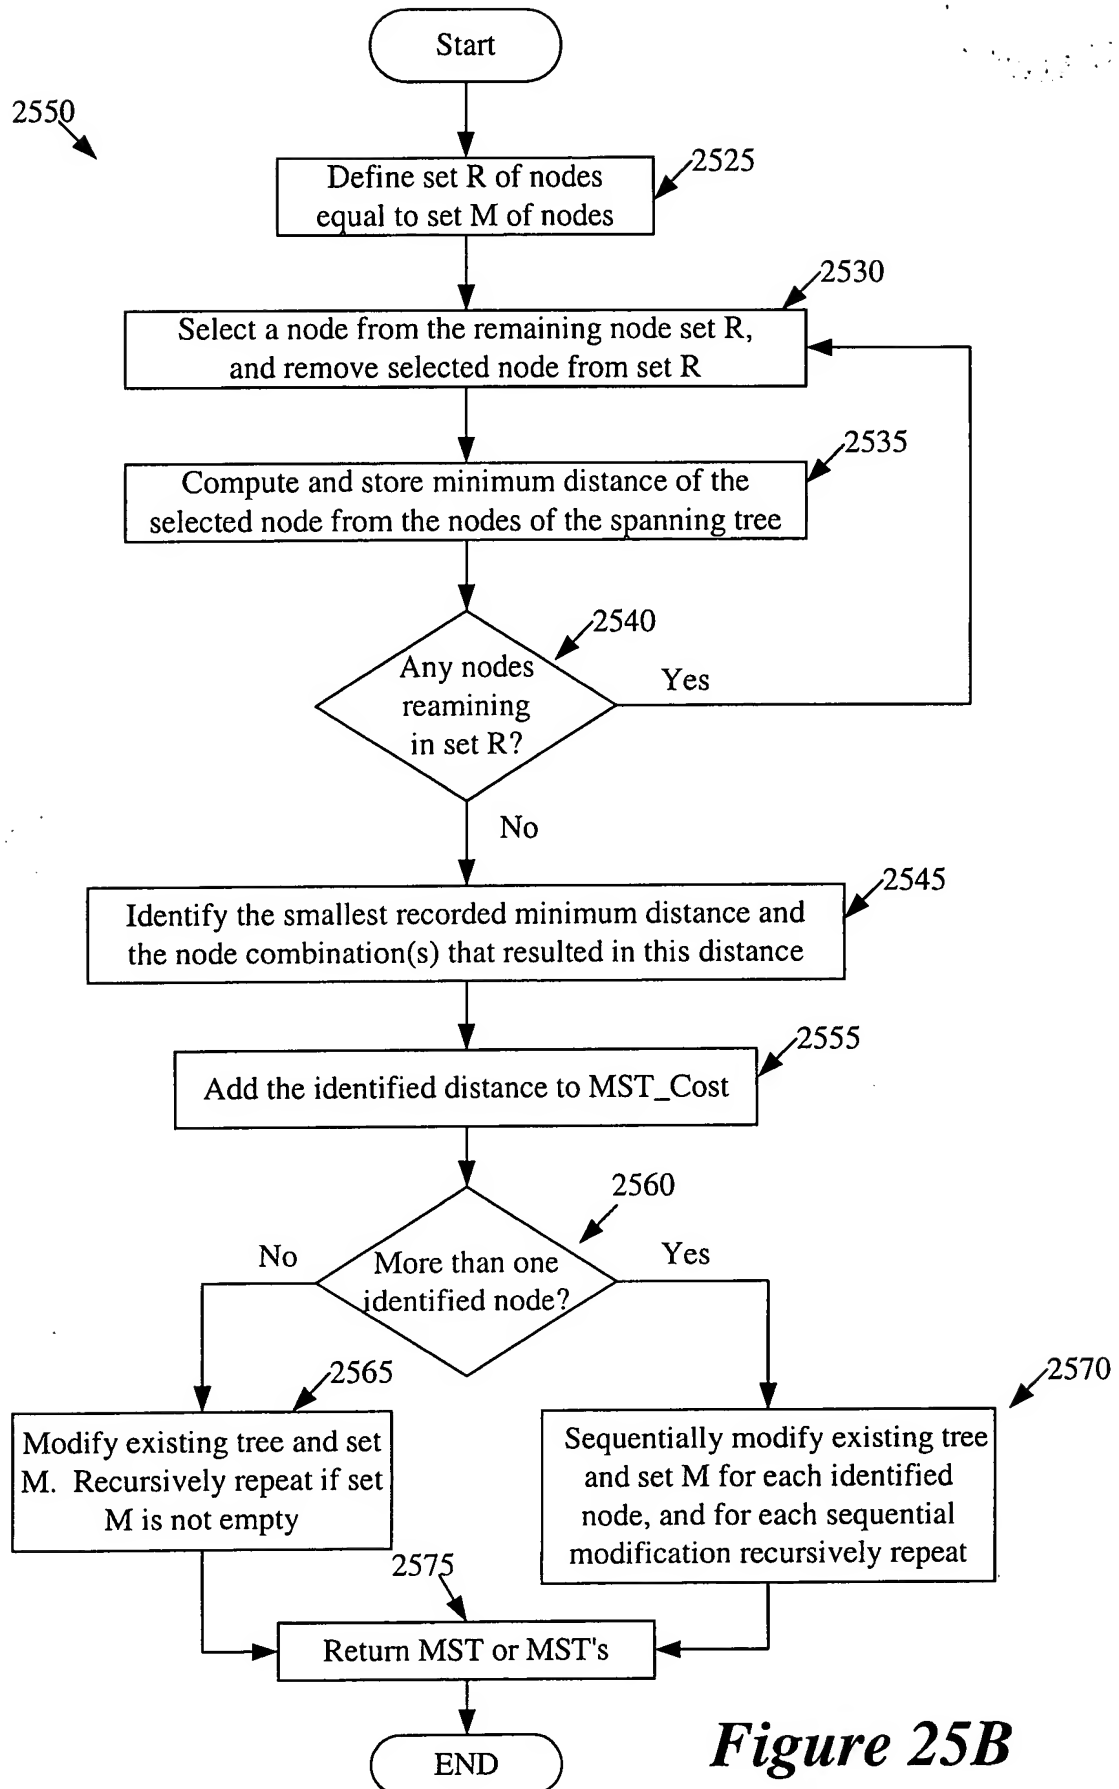 Start
2550
2525
Define set R of nodes
equal to set M of nodes
2530
Select a node from the remaining node set R,
and remove selected node from set R
2535
Compute and store minimum distance of the
selected node from the nodes of the spanning tree
2540
Any nodes
reamining
in set R?
Yes
No
2545
Identify the smallest recorded minimum distance and
the node combination(s) that resulted in this distance
2555
Add the identified distance to MST_Cost
2560
No
Yes
More than one
identified node?
2565
2570
Modify existing tree and set
M. Recursively repeat if set
M is not empty
Sequentially modify existing tree
and set M for each identified
node, and for each sequential
modification recursively repeat
2575
Return MST or MST's
END
Figure 25B